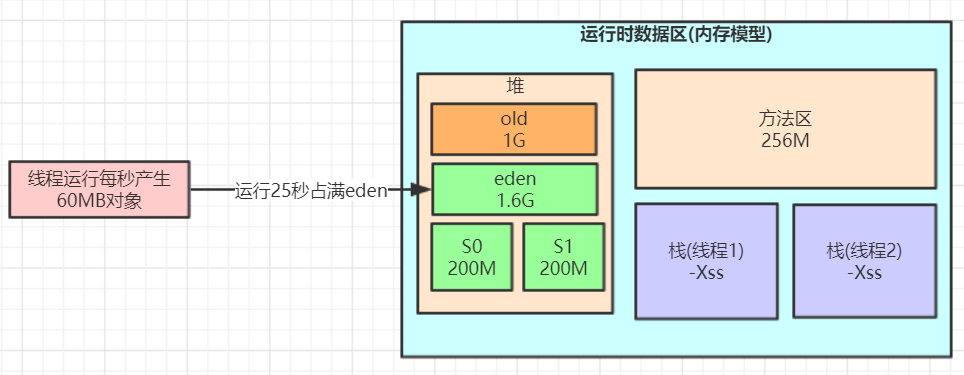 运行时数据区(内存模型)
堆
old
1G
方法区
256M
线程运行每秒产生
60MB对象
运行25秒占满eden
eden
1.6G
S0
200M
S1
200M
栈(线程1)
-Xss
栈(线程2)
-Xss